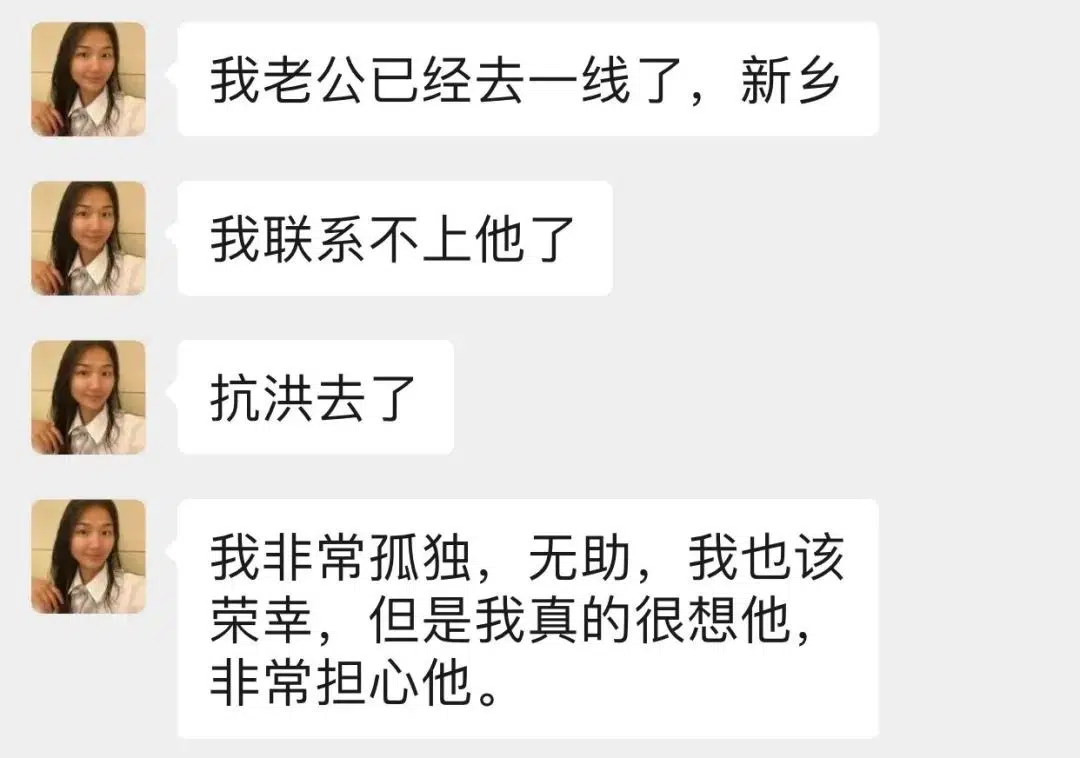 我老公已经去一线了，新乡
我联系不上他了
抗洪去了
我非常孤独，无助，我也该
荣幸，但是我真的很想他，
非常担心他。